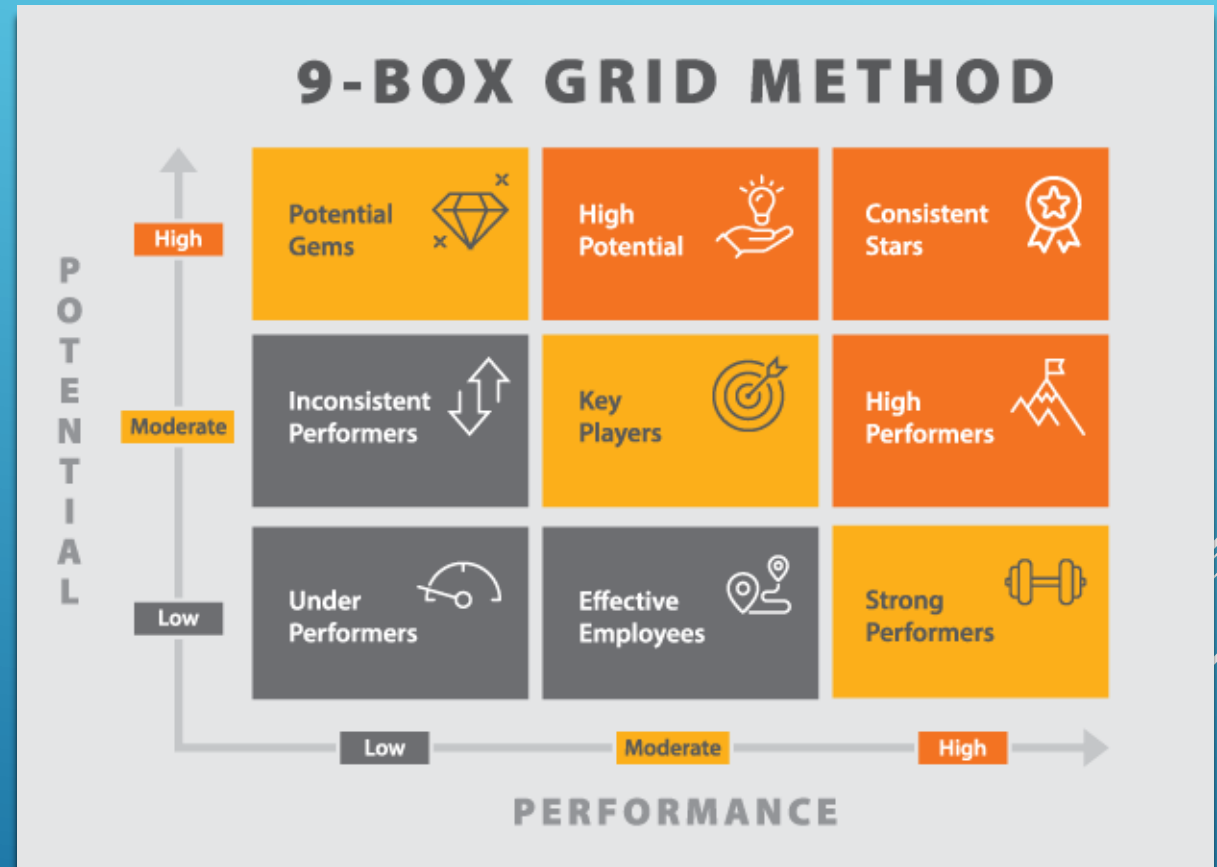 9-BOX GRID METHOD
POTENTIAL
High
Potential
Gems
High
Potential
Consistent
Stars
Moderate
Inconsistent
Performers
Key
Players
High
Performers
Low
Under
Performers
Effective
Employees
Strong
Performers
Low
Moderate
High
PERFORMANCE